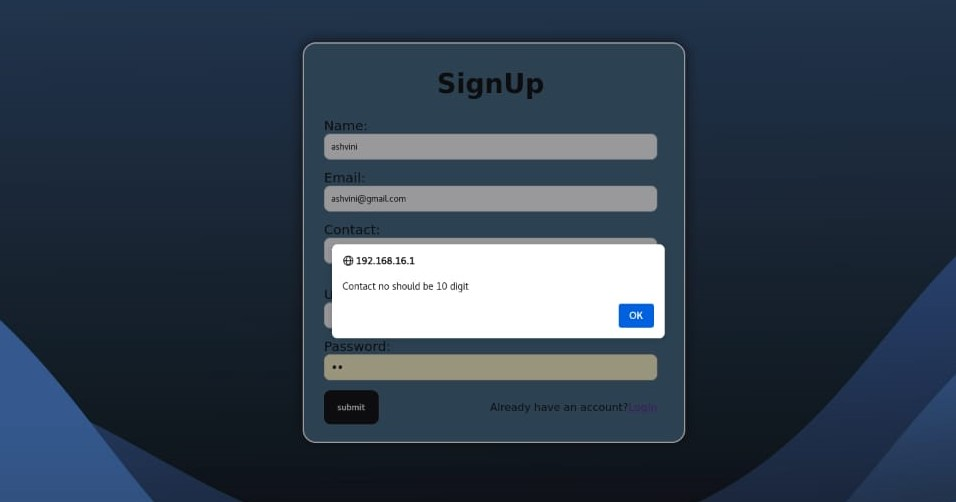 SignUp
Name:
ashvini
Email:
ashvini@gmail.com
Contact:
192.168.16.1
Contact no should be 10 digit
OK
Password:
••
submit
Already have an account?Login